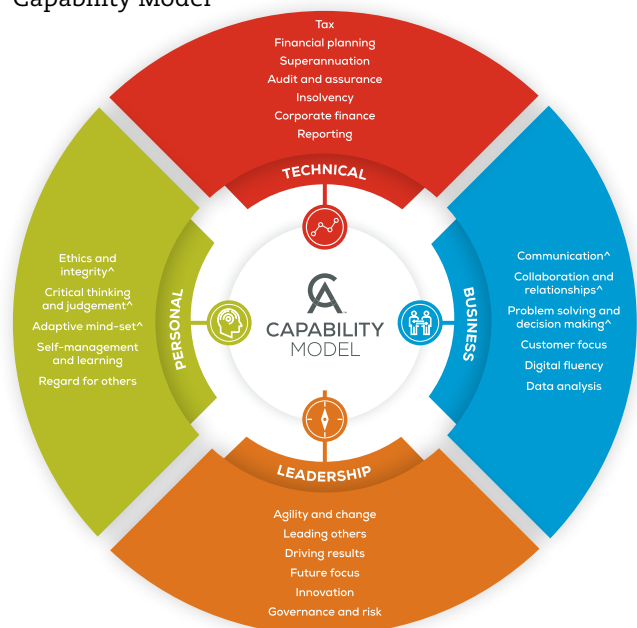 Capability Model
Tax
Financial planning
Superannuation
Audit and assurance
Insolvency
Corporate finance
Reporting
TECHNICAL
Ethics and
integrity^
Critical thinking
and judgement^
Adaptive mind-set^
Self-management
and learning
Regard for others
PERSONAL
CA
CAPABILITY
MODEL
BUSINESS
Communication^
Collaboration and
relationships^
Problem solving and
decision making^
Customer focus
Digital fluency
Data analysis
LEADERSHIP
Agility and change
Leading others
Driving results
Future focus
Innovation
Governance and risk